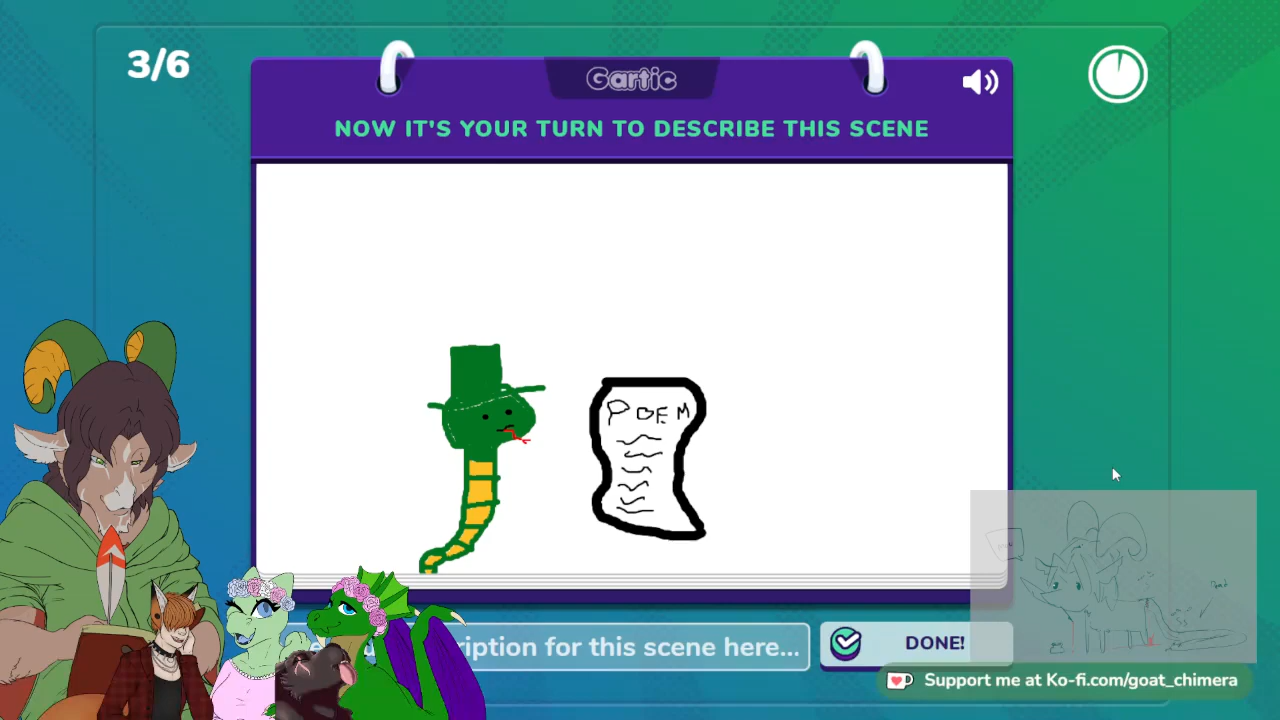 3/6
Gartic
NOW IT'S YOUR TURN TO DESCRIBE THIS SCENE
POEM
ription for this scene here...
DONE!
Support me at Ko-fi.com/goat_chimera